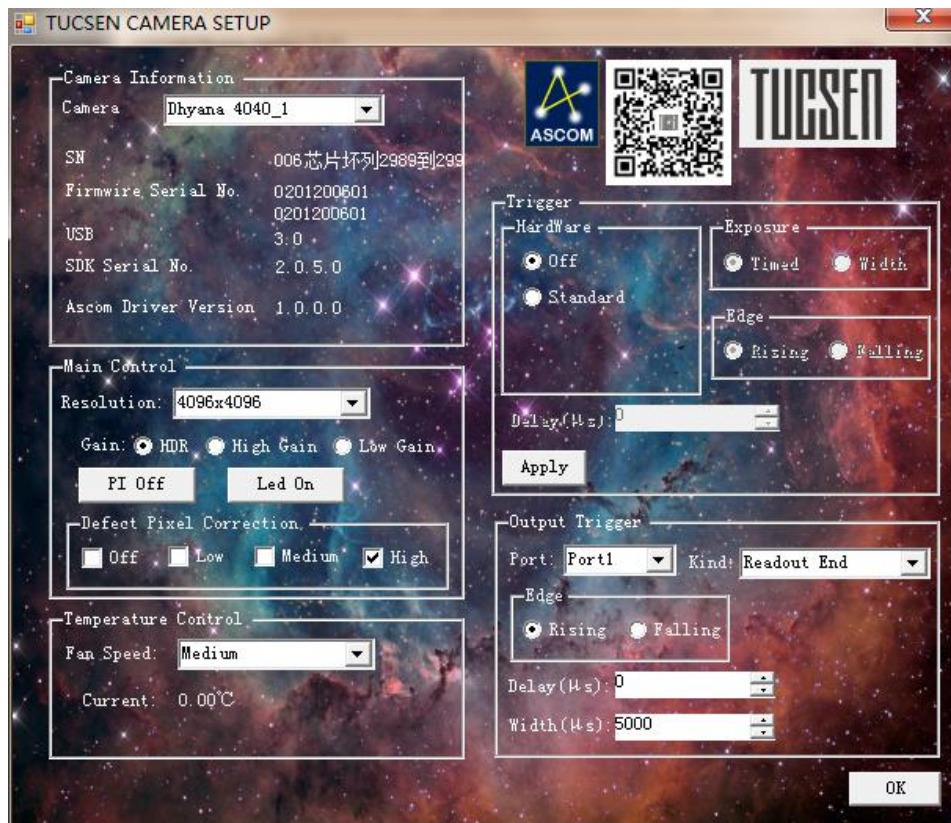 TUCSEN CAMERA SETUP
Camera Information
Camera Dhyana 4040_1
SN 006芯片坏列2989到299
Firmwire Serial No. 0201200601
0201200601
USB 3.0
SDK Serial No. 2.0.5.0
Ascom Driver Version 1.0.0.0
Main Control
Resolution: 4096x4096
Gain: HDR High Gain Low Gain
PI Off Led On
Defect Pixel Correction
Off Low Medium High
Temperature Control
Fan Speed: Medium
Current: 0.00℃
ASCOM
TUCSEN
Trigger
HardWare
Off
Standard
Exposure
Timed Width
Edge
Rising Falling
Delay(μs): 0
Apply
Output Trigger
Port: Port1 Kind: Readout End
Edge
Rising Falling
Delay(μs): 0
Width(μs): 5000
OK